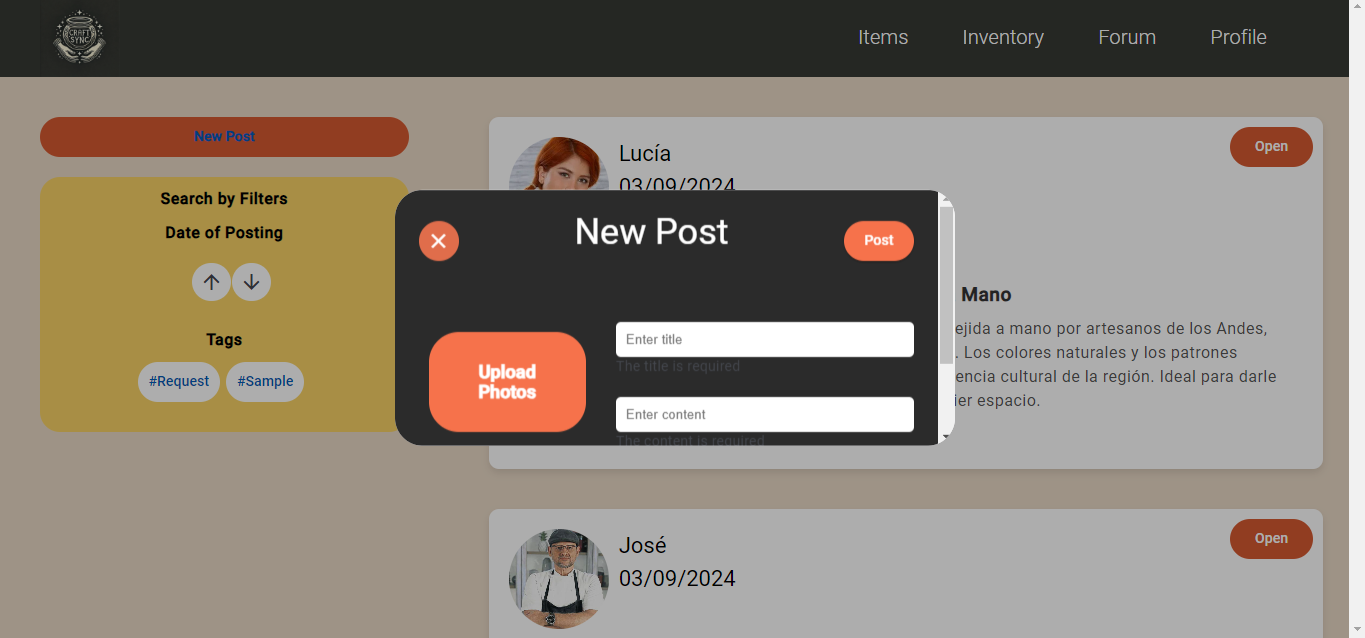 CRAFT
SYNC
Items
Inventory
Forum
Profile
New Post
Search by Filters
Date of Posting
Tags
#Request
#Sample
Lucía
03/09/2024
Open
Mano
ejida a mano por artesanos de los Andes,
. Los colores naturales y los patrones
encia cultural de la región. Ideal para darle
ier espacio.
New Post
Post
Upload
Photos
Enter title
The title is required
Enter content
The content is required
José
03/09/2024
Open